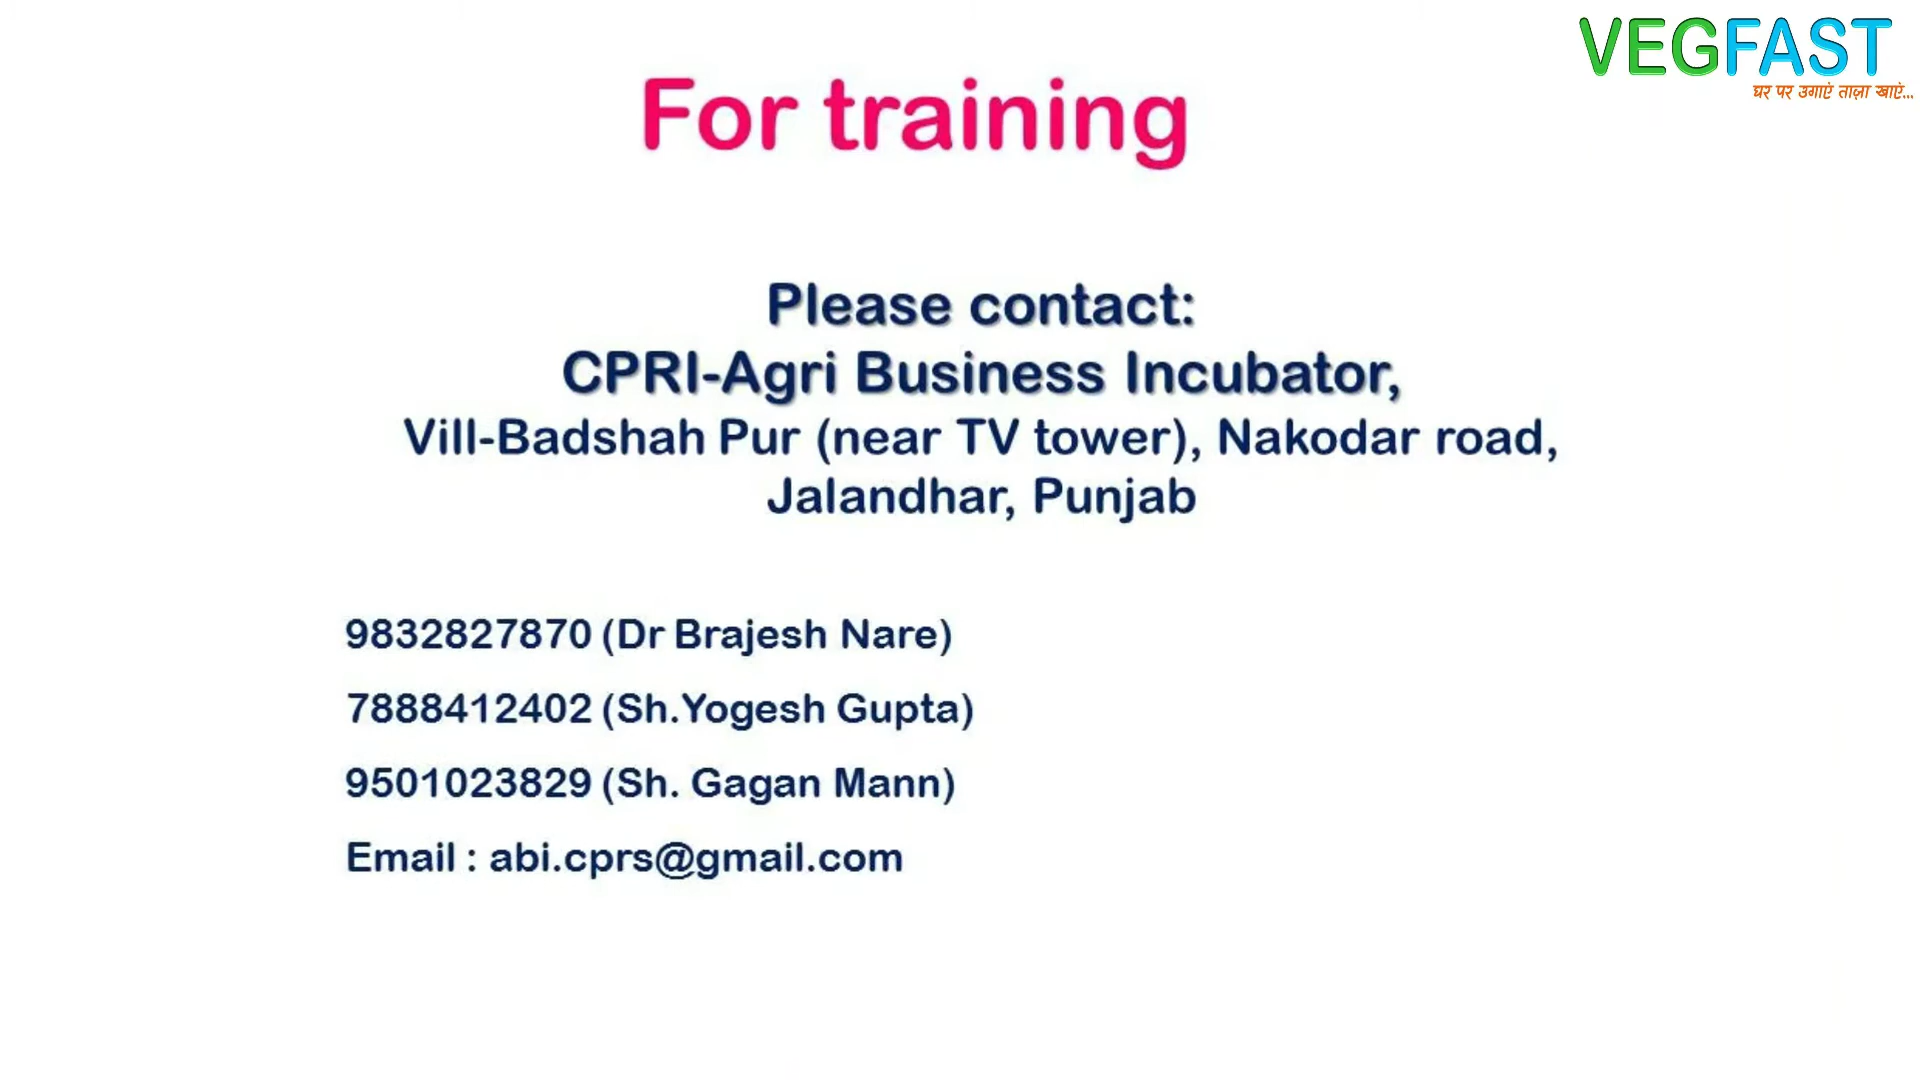 VEGFAST
घर पर उगाएं ताज़ा खाएं...
For training
Please contact:
CPRI-Agri Business Incubator,
Vill-Badshah Pur (near TV tower), Nakodar road,
Jalandhar, Punjab
9832827870 (Dr Brajesh Nare)
7888412402 (Sh.Yogesh Gupta)
9501023829 (Sh. Gagan Mann)
Email : abi.cprs@gmail.com